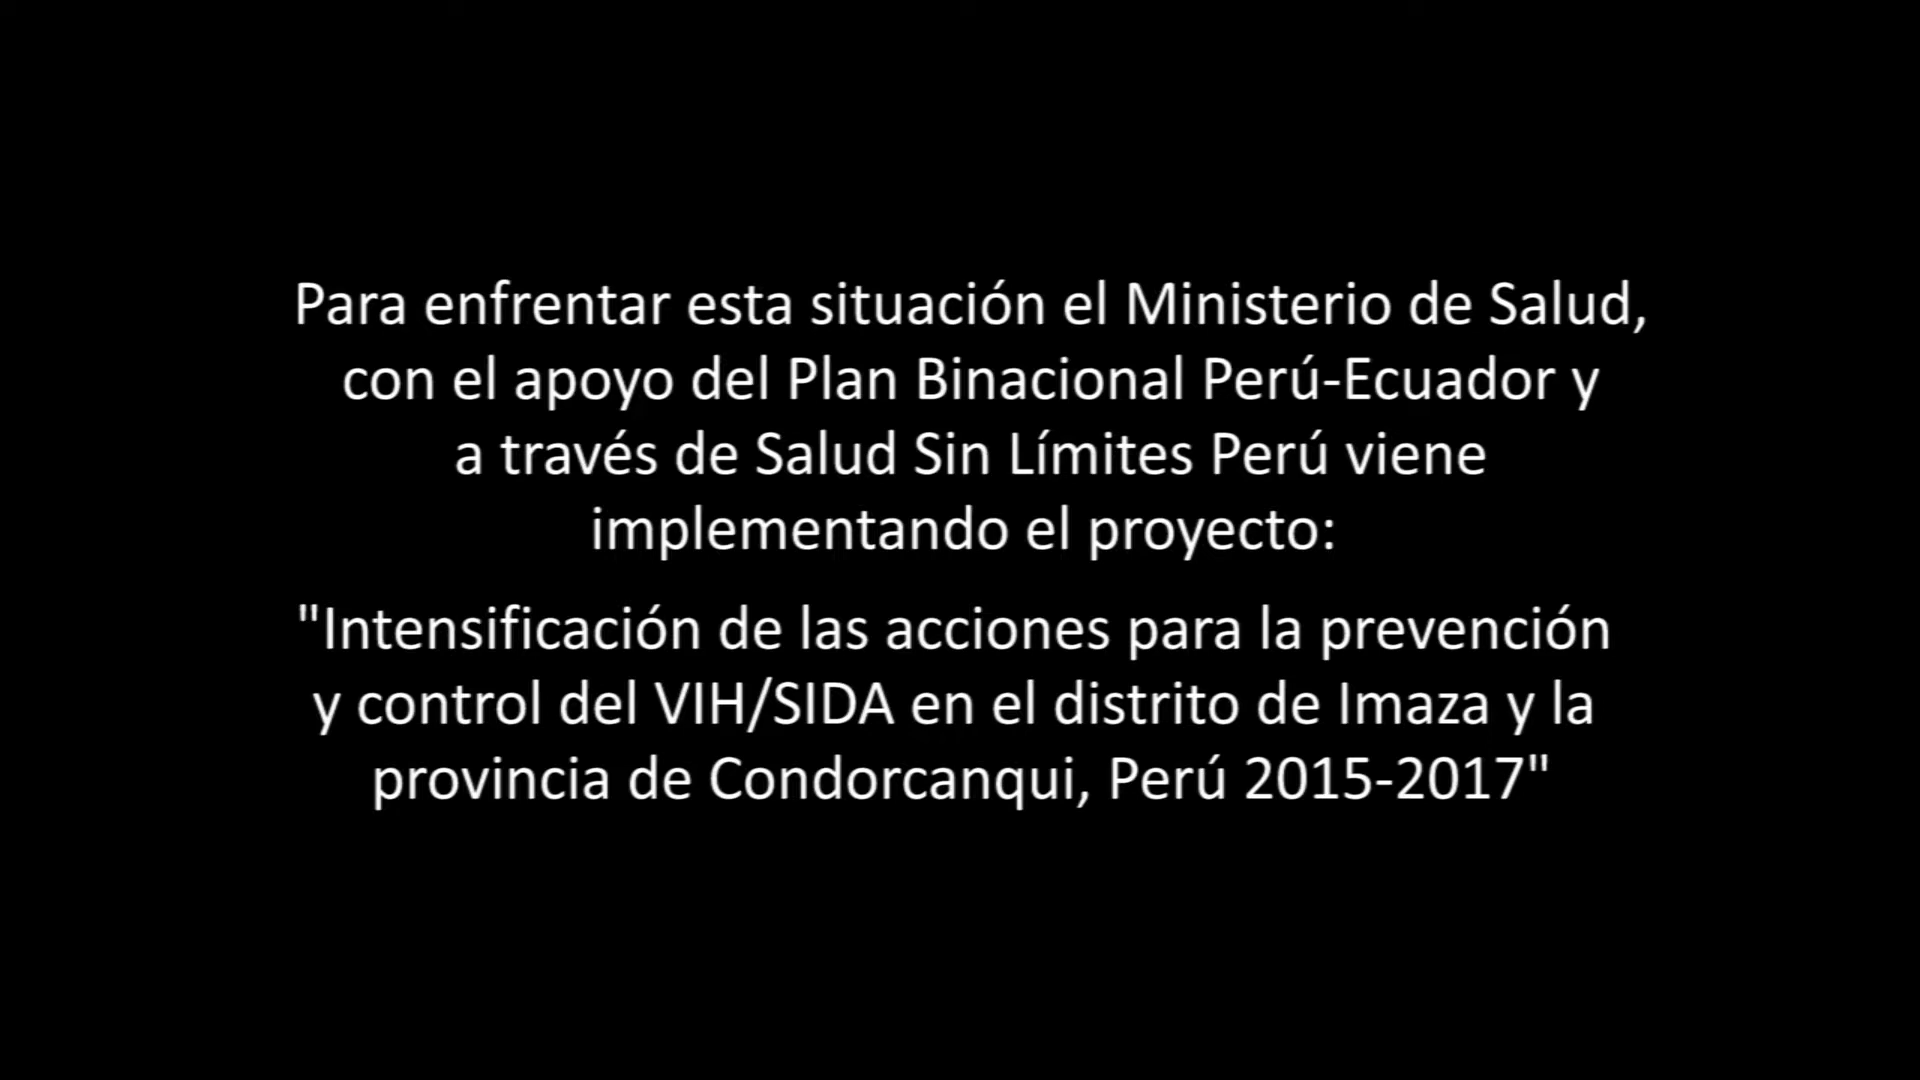 Para enfrentar esta situación el Ministerio de Salud,
con el apoyo del Plan Binacional Perú-Ecuador y
a través de Salud Sin Límites Perú viene
implementando el proyecto:
"Intensificación de las acciones para la prevención
y control del VIH/SIDA en el distrito de Imaza y la
provincia de Condorcanqui, Perú 2015-2017"